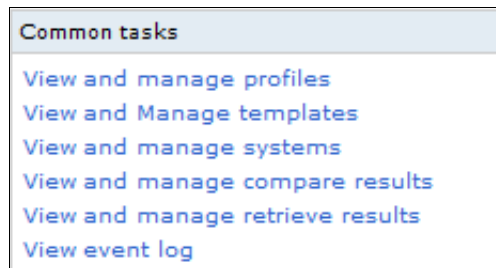 Common tasks
View and manage profiles
View and Manage templates
View and manage systems
View and manage compare results
View and manage retrieve results
View event log